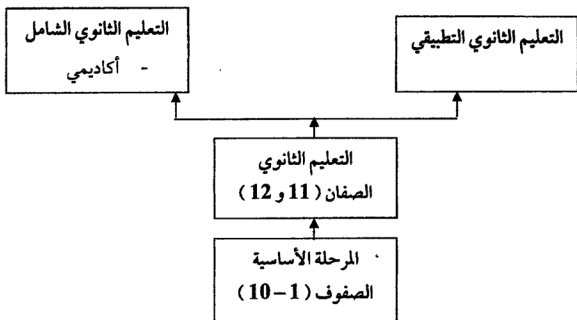 التعليم الثانوي الشامل
- أكاديمي
التعليم الثانوي التطبيقي
التعليم الثانوي
الصفان (11 و 12)
المرحلة الأساسية
الصفوف (1-10)